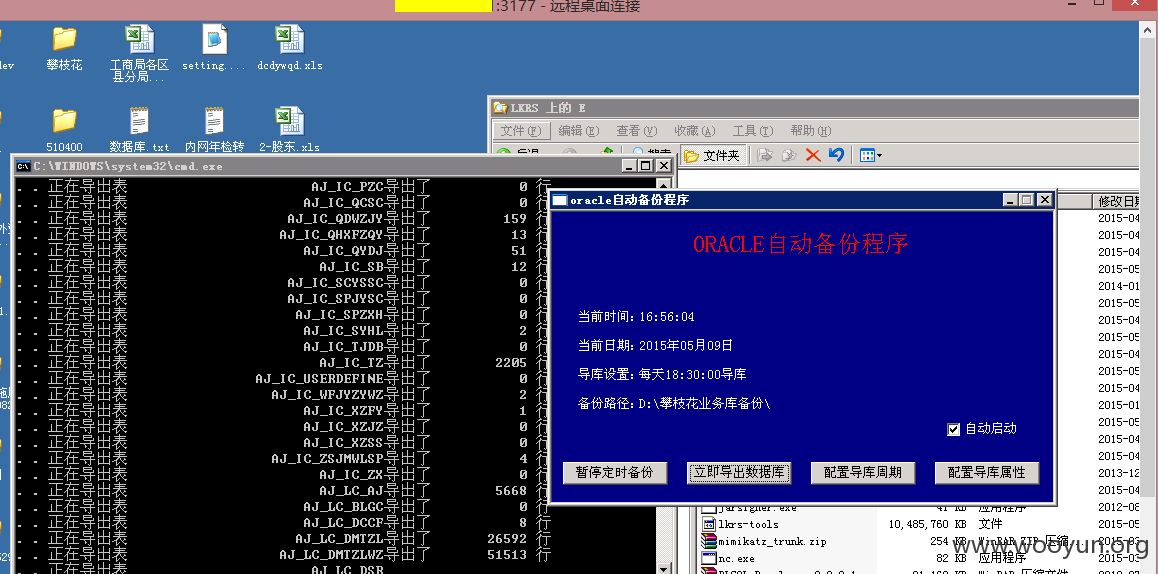 :3177 - 远程桌面连接
dev
攀枝花
工商局各区
县分局...
setting....
dcdywqd.xls
510400
数据库.txt
内网年检转
2-股东.xls
LKRS 上的 E
文件(F) 编辑(E) 查看(V) 收藏(A) 工具(T) 帮助(H)
文件夹
C:\WINDOWS\system32\cmd.exe
. . 正在导出表 AJ_IC_PZC导出了 0 行
. . 正在导出表 AJ_IC_QCSC导出了 0 行
. . 正在导出表 AJ_IC_QDWZJY导出了 159 行
. . 正在导出表 AJ_IC_QHXFZQY导出了 13 行
. . 正在导出表 AJ_IC_QYDJ导出了 51 行
. . 正在导出表 AJ_IC_SB导出了 12 行
. . 正在导出表 AJ_IC_SCYSSC导出了 0 行
. . 正在导出表 AJ_IC_SPJYSC导出了 0 行
. . 正在导出表 AJ_IC_SPZXH导出了 0 行
. . 正在导出表 AJ_IC_SYHL导出了 2 行
. . 正在导出表 AJ_IC_TJDB导出了 0 行
. . 正在导出表 AJ_IC_TZ导出了 2205 行
. . 正在导出表 AJ_IC_USERDEFINE导出了 0 行
. . 正在导出表 AJ_IC_WFJYZYWZ导出了 2 行
. . 正在导出表 AJ_IC_XZFY导出了 1 行
. . 正在导出表 AJ_IC_XZJZ导出了 0 行
. . 正在导出表 AJ_IC_XZSS导出了 0 行
. . 正在导出表 AJ_IC_ZSJMWLSP导出了 4 行
. . 正在导出表 AJ_IC_ZX导出了 0 行
. . 正在导出表 AJ_LC_AJ导出了 5668 行
. . 正在导出表 AJ_LC_BLGC导出了 0 行
. . 正在导出表 AJ_LC_DCCF导出了 8 行
. . 正在导出表 AJ_LC_DMTZL导出了 26592 行
. . 正在导出表 AJ_LC_DMTZLWZ导出了 51513 行
. . 正在导出表 AJ_LC_DSR
oracle自动备份程序
ORACLE自动备份程序
当前时间: 16:56:04
当前日期: 2015年05月09日
导库设置: 每天18:30:00导库
备份路径: D:\攀枝花业务库备份\
自动启动
暂停定时备份 立即导出数据库 配置导库周期 配置导库属性
修改日期
2015-04
2015-04
2015-04
2015-05
2014-01
2015-05
2015-04
2015-05
2015-04
2015-05
2015-04
2015-01
2015-05
2015-04
2015-04
2013-12
2015-04
jarsigner.exe 41 KB 应用程序 2012-08
lkrs-tools 10,485,760 KB 文件 2015-05
mimikatz_trunk.zip 254 KB WinRAR ZIP 压缩
nc.exe 82 KB 应用程序
www.wooyun.org